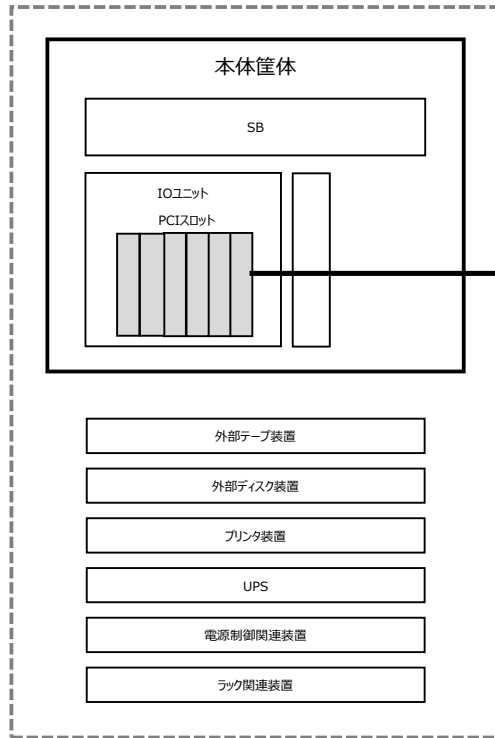 本体筐体
SB
IOユニット
PCIスロット
外部テープ装置
外部ディスク装置
プリンタ装置
UPS
電源制御関連装置
ラック関連装置